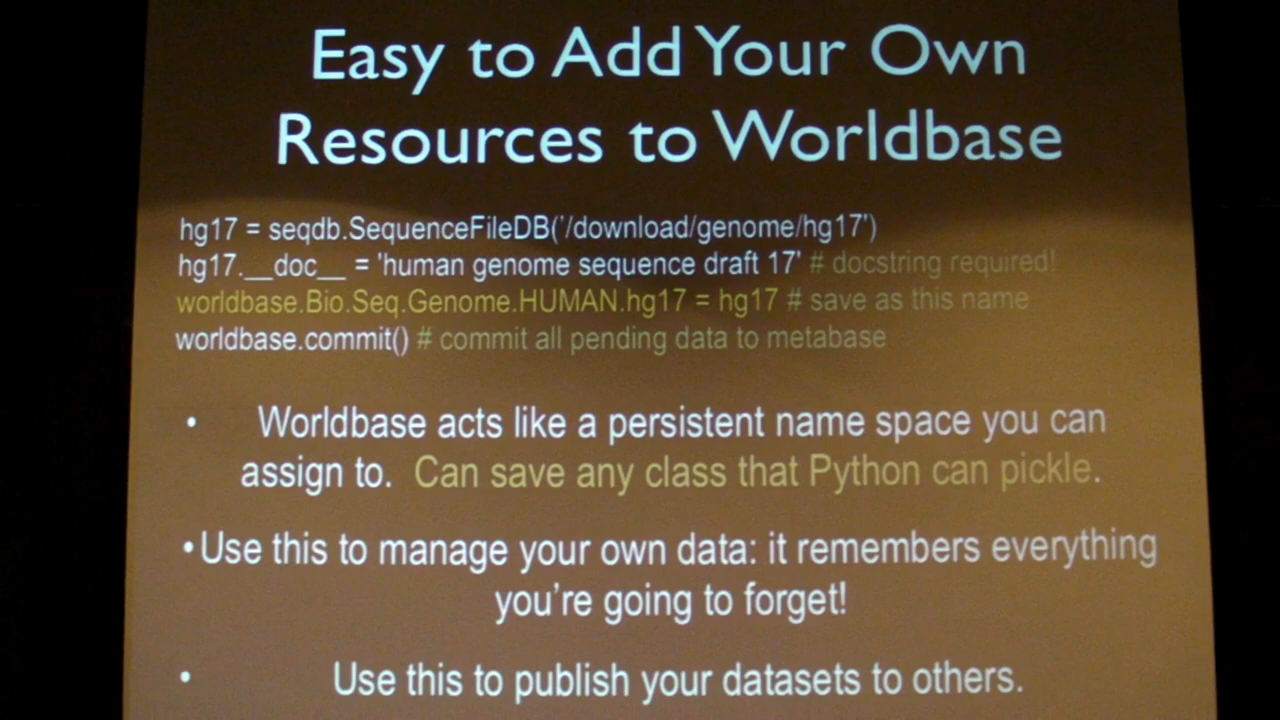 Easy to Add Your Own
Resources to Worldbase
hg17 = seqdb.SequenceFileDB('/download/genome/hg17')
hg17.__doc__ = 'human genome sequence draft 17' # docstring required!
worldbase.Bio.Seq.Genome.HUMAN.hg17 = hg17 # save as this name
worldbase.commit() # commit all pending data to metabase
• Worldbase acts like a persistent name space you can
assign to. Can save any class that Python can pickle.
• Use this to manage your own data: it remembers everything
you're going to forget!
• Use this to publish your datasets to others.